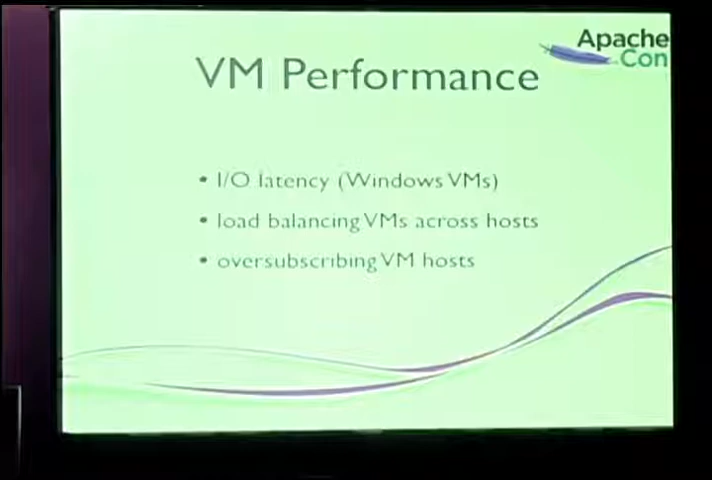 Apache
Con
VM Performance
• I/O latency (Windows VMs)
• load balancing VMs across hosts
• oversubscribing VM hosts